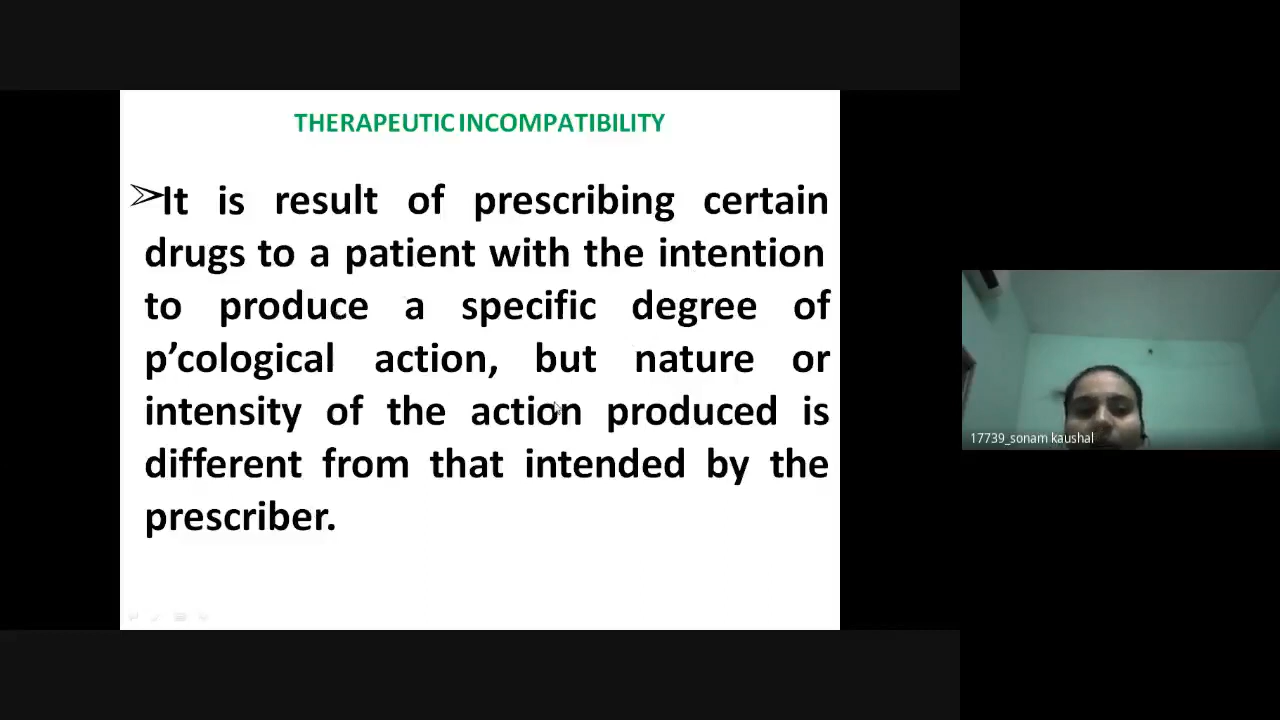 THERAPEUTIC INCOMPATIBILITY
➢It is result of prescribing certain
drugs to a patient with the intention
to produce a specific degree of
p’cological action, but nature or
intensity of the action produced is
different from that intended by the
prescriber.
17739_sonam kaushal